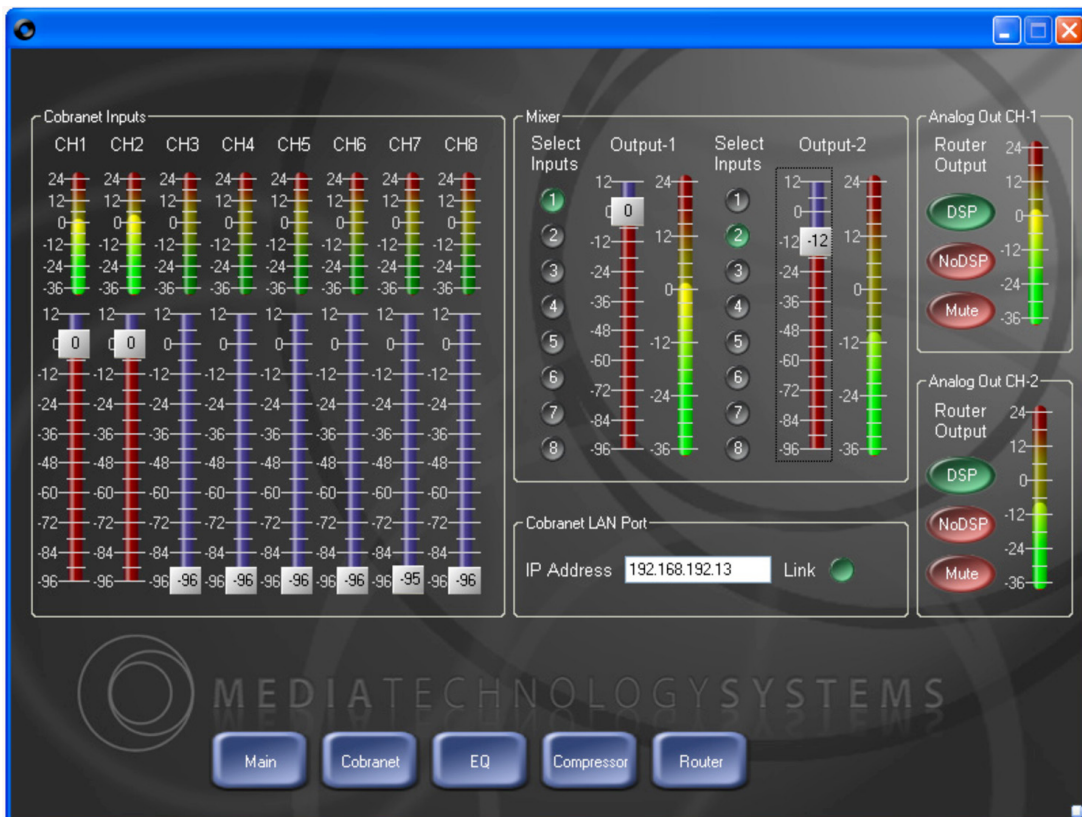 Cobranet Inputs
CH1 CH2 CH3 CH4 CH5 CH6 CH7 CH8
24 24 24 24 24 24 24 24
12 12 12 12 12 12 12 12
0 0 0 0 0 0 0 0
-12 -12 -12 -12 -12 -12 -12 -12
-24 -24 -24 -24 -24 -24 -24 -24
-36 -36 -36 -36 -36 -36 -36 -36
12 12 12 12 12 12 12 12
0 0 0 0 0 0 0 0 0 0
-12 -12 -12 -12 -12 -12 -12 -12
-24 -24 -24 -24 -24 -24 -24 -24
-36 -36 -36 -36 -36 -36 -36 -36
-48 -48 -48 -48 -48 -48 -48 -48
-60 -60 -60 -60 -60 -60 -60 -60
-72 -72 -72 -72 -72 -72 -72 -72
-84 -84 -84 -84 -84 -84 -84 -84
-96 -96 -96 -96 -96 -96 -96 -96 -96 -96 -96 -95 -96 -96
Mixer
Select
Inputs
1
2
3
4
5
6
7
8
Output-1
12
0 0
-12
-24
-36
-48
-60
-72
-84
-96
24
12
0
-12
-24
-36
Select
Inputs
1
2
3
4
5
6
7
8
Output-2
12
0
-12 -12
-24
-36
-48
-60
-72
-84
-96
24
12
0
-12
-24
-36
Cobranet LAN Port
IP Address 192.168.192.13 Link
Analog Out CH-1
Router
Output
DSP
NoDSP
Mute
24
12
0
-12
-24
-36
Analog Out CH-2
Router
Output
DSP
NoDSP
Mute
24
12
0
-12
-24
-36
MEDIATECHNOLOGYSYSTEMS
Main Cobranet EQ Compressor Router